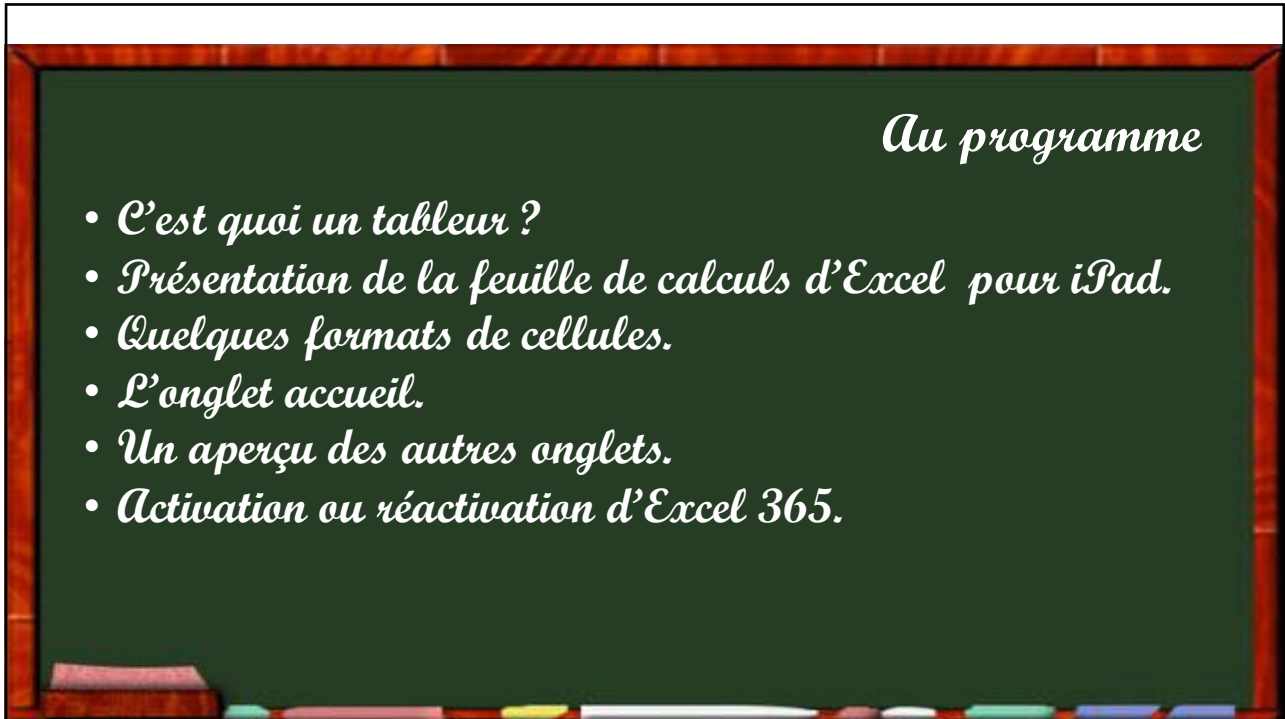 Au programme
• C’est quoi un tableur ?
• Présentation de la feuille de calculs d’Excel pour iPad.
• Quelques formats de cellules.
• L’onglet accueil.
• Un aperçu des autres onglets.
• Activation ou réactivation d’Excel 365.